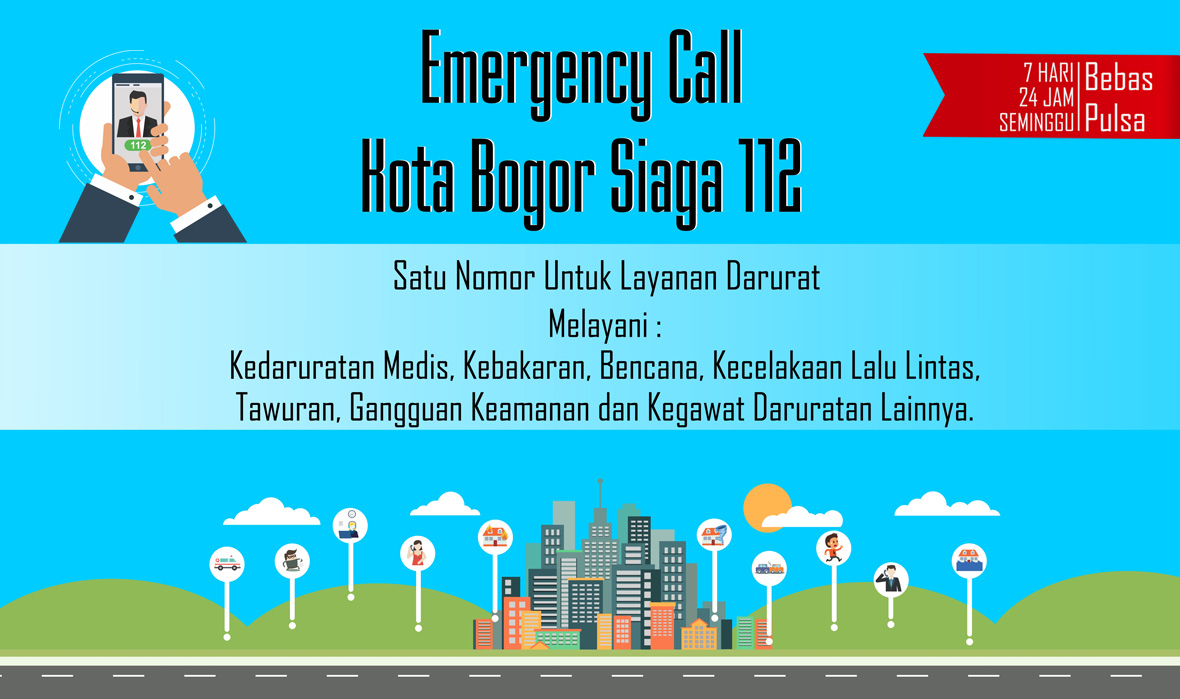 Emergency Call
Kota Bogor Siaga 112
7 HARI
24 JAM
SEMINGGU
Bebas
Pulsa
112
Satu Nomor Untuk Layanan Darurat
Melayani :
Kedaruratan Medis, Kebakaran, Bencana, Kecelakaan Lalu Lintas,
Tawuran, Gangguan Keamanan dan Kegawat Daruratan Lainnya.